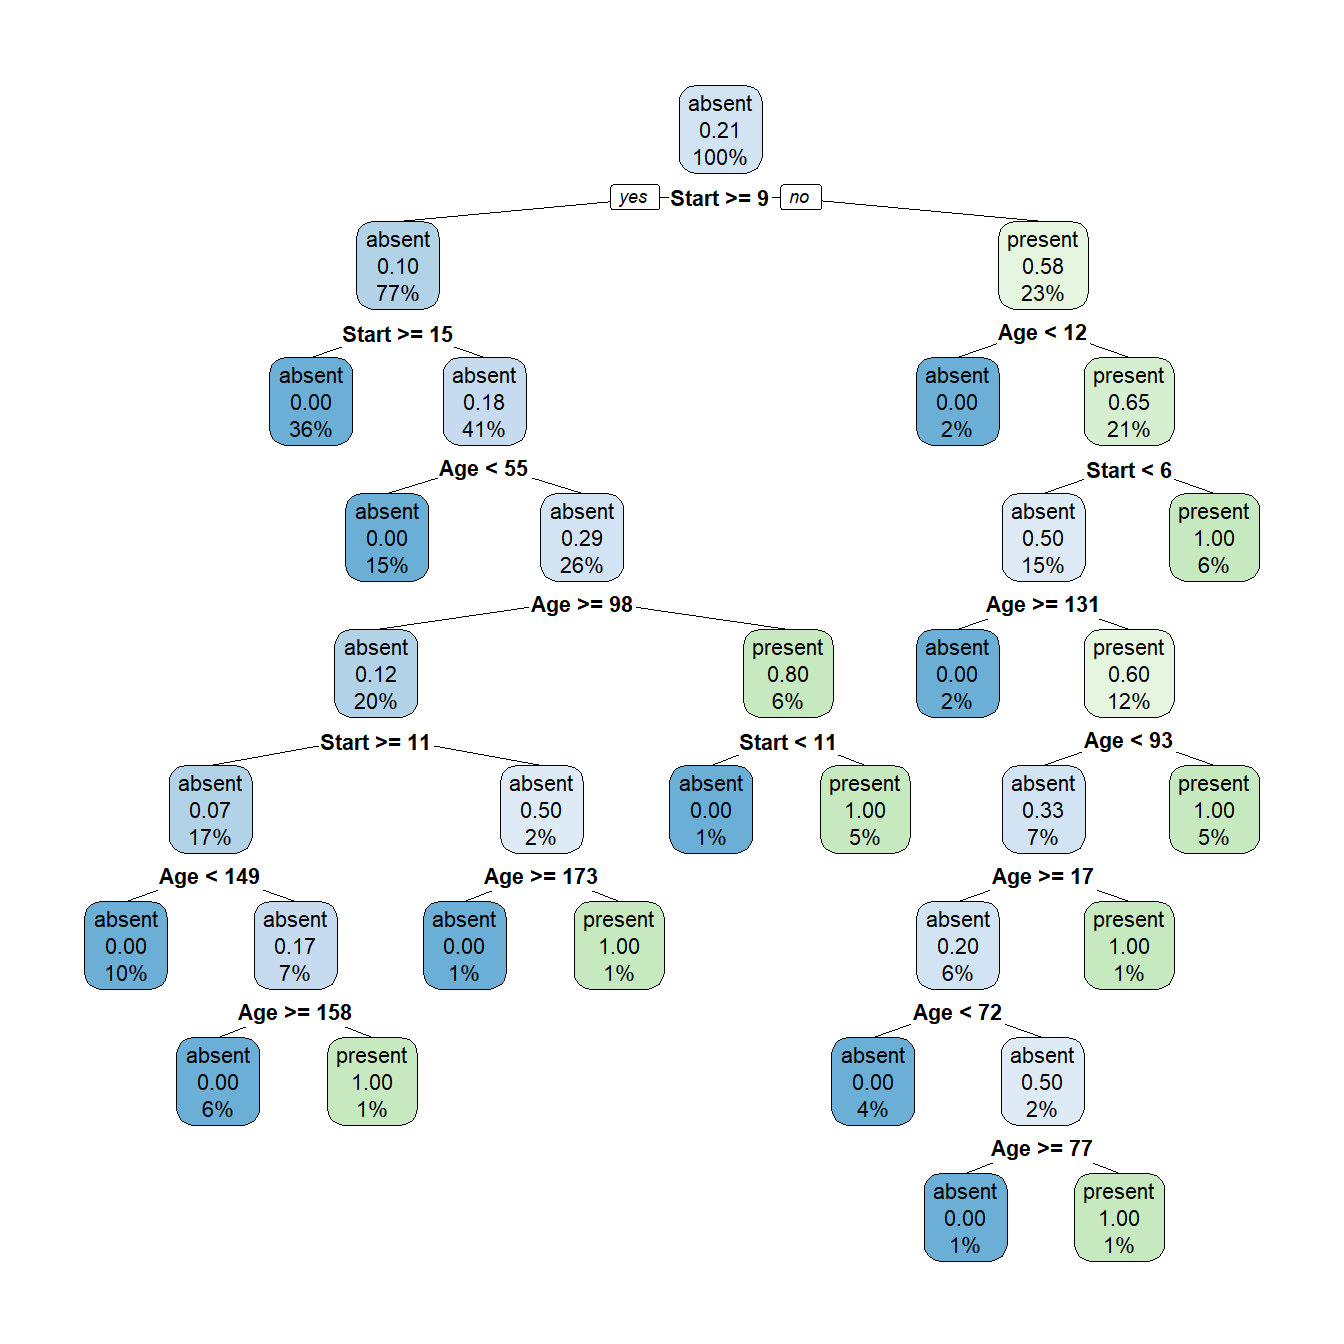 absent
0.21
100%
yes Start >= 9 no
absent
0.10
77%
present
0.58
23%
Start >= 15
Age < 12
absent
0.00
36%
absent
0.18
41%
absent
0.00
2%
present
0.65
21%
Age < 55
Start < 6
absent
0.00
15%
absent
0.29
26%
absent
0.50
15%
present
1.00
6%
Age >= 98
Age >= 131
absent
0.12
20%
present
0.80
6%
absent
0.00
2%
present
0.60
12%
Start >= 11
Start < 11
Age < 93
absent
0.07
17%
absent
0.50
2%
absent
0.00
1%
present
1.00
5%
absent
0.33
7%
present
1.00
5%
Age < 149
Age >= 173
Age >= 17
absent
0.00
10%
absent
0.17
7%
absent
0.00
1%
present
1.00
1%
absent
0.20
6%
present
1.00
1%
Age >= 158
Age < 72
absent
0.00
6%
present
1.00
1%
absent
0.00
4%
absent
0.50
2%
Age >= 77
absent
0.00
1%
present
1.00
1%